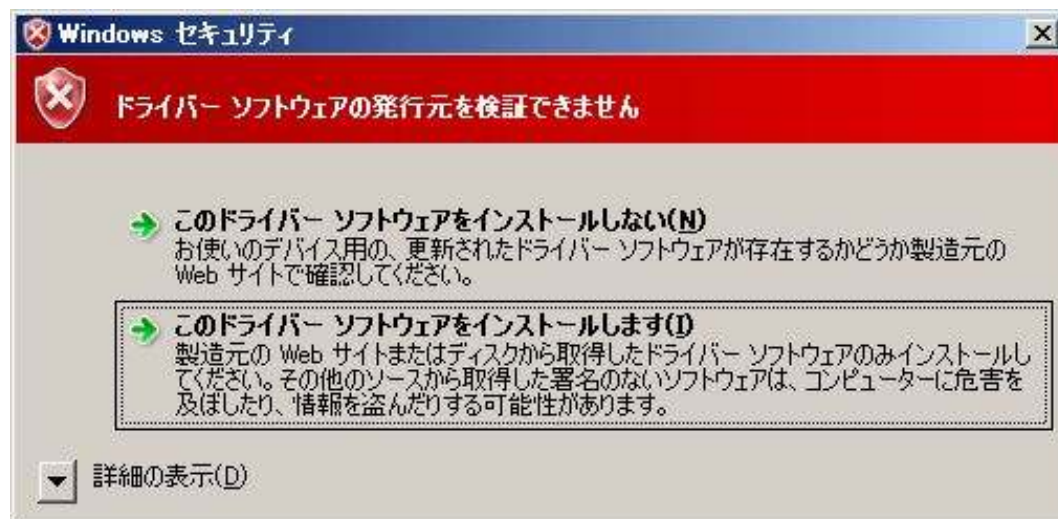 Windows セキュリティ
ドライバー ソフトウェアの発行元を検証できません
このドライバー ソフトウェアをインストールしない(N)
お使いのデバイス用の、更新されたドライバー ソフトウェアが存在するかどうか製造元の
Web サイトで確認してください。
このドライバー ソフトウェアをインストールします(I)
製造元の Web サイトまたはディスクから取得したドライバー ソフトウェアのみインストールし
てください。その他のソースから取得した署名のないソフトウェアは、コンピューターに危害を
及ぼしたり、情報を盗んだりする可能性があります。
詳細の表示(D)